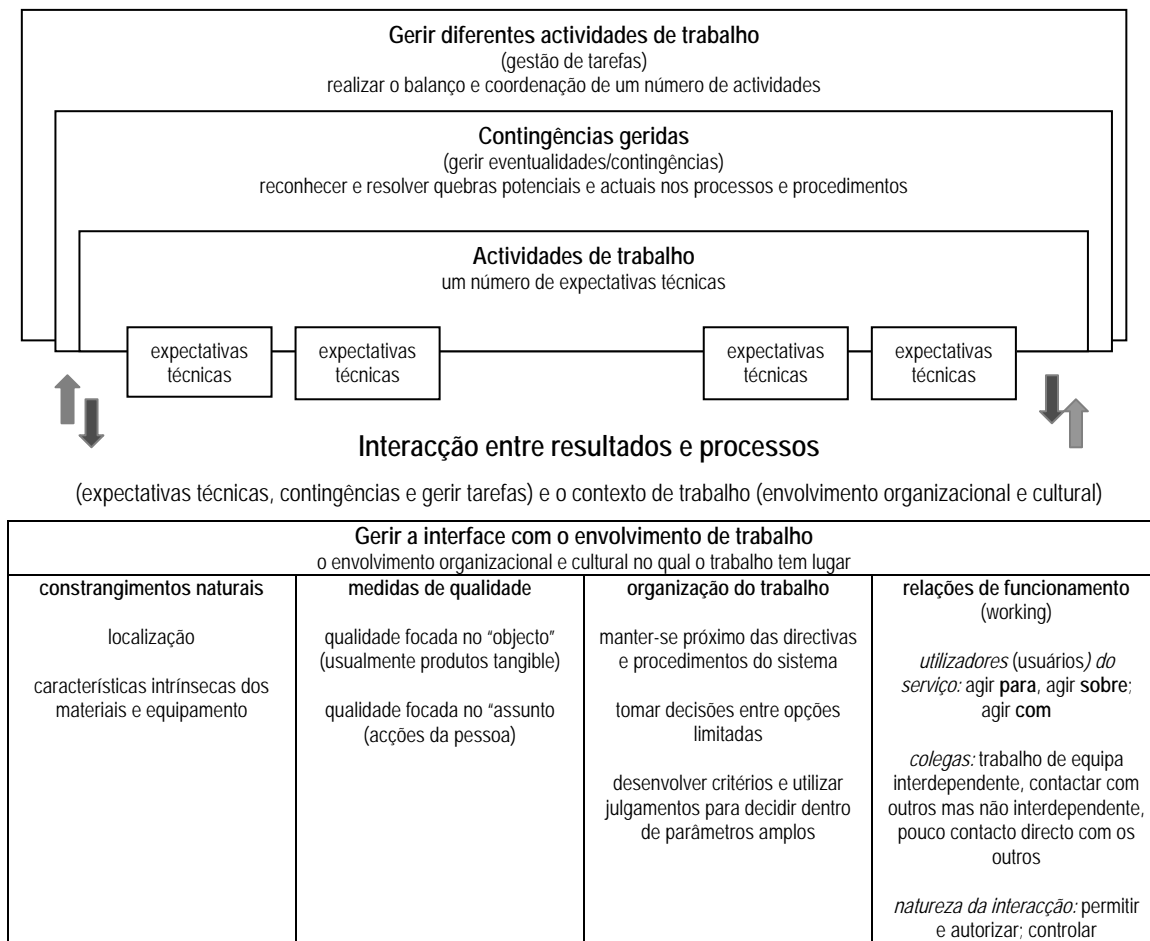 Gerir diferentes actividades de trabalho
(gestão de tarefas)
realizar o balanço e coordenação de um número de actividades
Contingências geridas
(gerir eventualidades/contingências)
reconhecer e resolver quebras potenciais e actuais nos processos e procedimentos
Actividades de trabalho
um número de expectativas técnicas
expectativas
técnicas
expectativas
técnicas
expectativas
técnicas
expectativas
técnicas
Interacção entre resultados e processos
(expectativas técnicas, contingências e gerir tarefas) e o contexto de trabalho (envolvimento organizacional e cultural)
Gerir a interface com o envolvimento de trabalho
o envolvimento organizacional e cultural no qual o trabalho tem lugar
constrangimentos naturais
localização
características intrínsecas dos
materiais e equipamento
medidas de qualidade
qualidade focada no “objecto”
(usualmente produtos tangible)
qualidade focada no “assunto
(acções da pessoa)
organização do trabalho
manter-se próximo das directivas
e procedimentos do sistema
tomar decisões entre opções
limitadas
desenvolver critérios e utilizar
julgamentos para decidir dentro
de parâmetros amplos
relações de funcionamento
(working)
utilizadores (usuários) do
serviço: agir para, agir sobre;
agir com
colegas: trabalho de equipa
interdependente, contactar com
outros mas não interdependente,
pouco contacto directo com os
outros
natureza da interacção: permitir
e autorizar; controlar